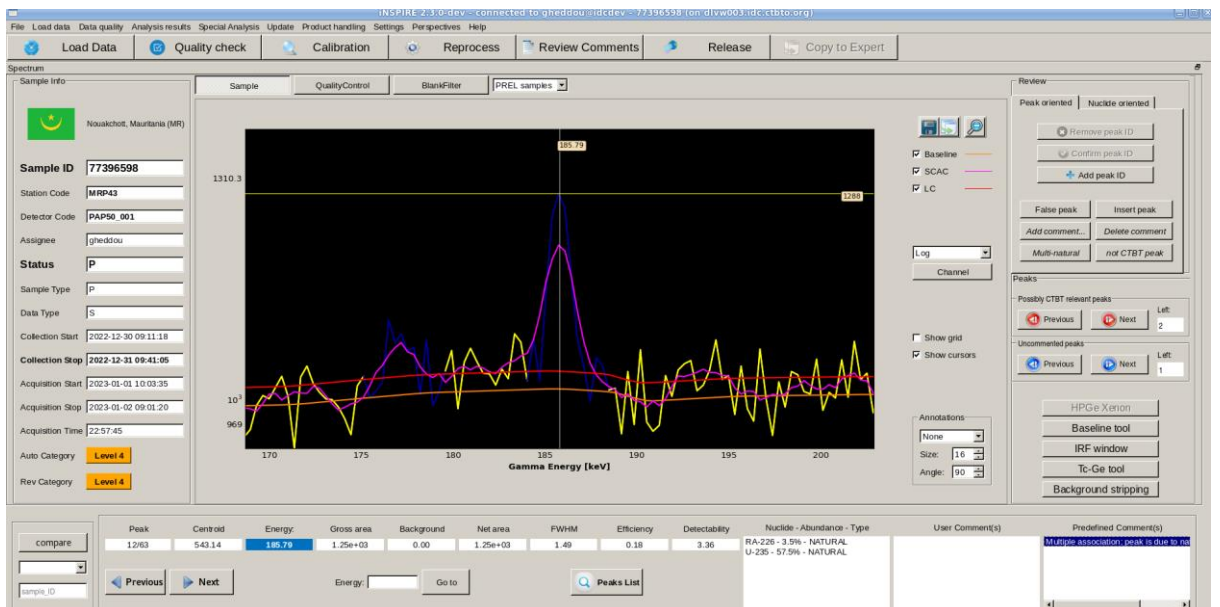 iNSPIRE 2.3.0-dev - connected to gheddou@idcdev - 77396598 (on dlvw003.idc.ctbto.org)
File Load data Data quality Analysis results Special Analysis Update Product handling Settings Perspectives Help
Load Data Quality check Calibration Reprocess Review Comments Release Copy to Expert
Spectrum
Sample Info
Nouakchott, Mauritania (MR)
Sample ID 77396598
Station Code MRP43
Detector Code PAP50_001
Assignee gheddou
Status P
Sample Type P
Data Type S
Collection Start 2022-12-30 09:11:18
Collection Stop 2022-12-31 09:41:05
Acquisition Start 2023-01-01 10:03:35
Acquisition Stop 2023-01-02 09:01:20
Acquisition Time 22:57:45
Auto Category Level 4
Rev Category Level 4
Sample QualityControl BlankFilter PREL samples
185.79
1310.3
1288
10³
969
170 175 180 185 190 195 200
Gamma Energy [keV]
Baseline
SCAC
LC
Log
Channel
Show grid
Show cursors
Annotations
None
Size: 16
Angle: 90
Review
Peak oriented Nuclide oriented
Remove peak ID
Confirm peak ID
Add peak ID
False peak Insert peak
Add comment... Delete comment
Multi-natural not CTBT peak
Peaks
Possibly CTBT relevant peaks
Previous Next Left: 2
Uncommented peaks
Previous Next Left: 1
HPGe Xenon
Baseline tool
IRF window
Tc-Ge tool
Background stripping
compare
sample_ID
Peak Centroid Energy: Gross area Background Net area FWHM Efficiency Detectability Nuclide - Abundance - Type User Comment(s) Predefined Comment(s)
12/63 543.14 185.79 1.25e+03 0.00 1.25e+03 1.49 0.18 3.36 RA-226 - 3.5% - NATURAL Multiple association: peak is due to na
U-235 - 57.5% - NATURAL
Previous Next Energy: Go to Peaks List